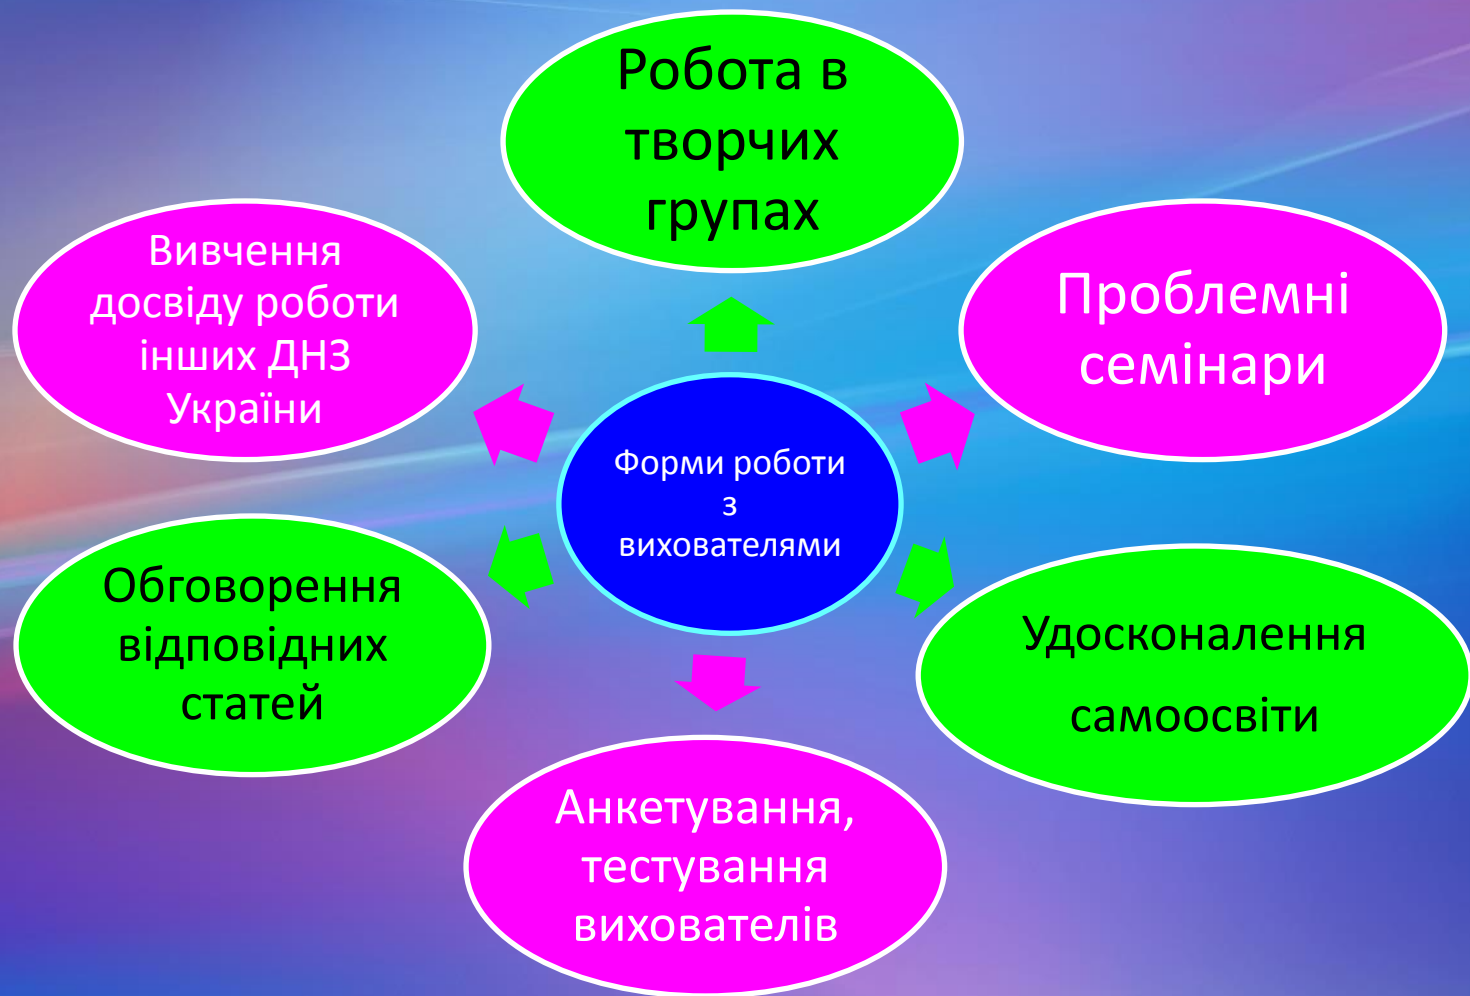 Робота в
творчих
групах
Вивчення
досвіду роботи
інших ДНЗ
України
Проблемні
семінари
Форми роботи
з
вихователями
Обговорення
відповідних
статей
Удосконалення
самоосвіти
Анкетування,
тестування
вихователів